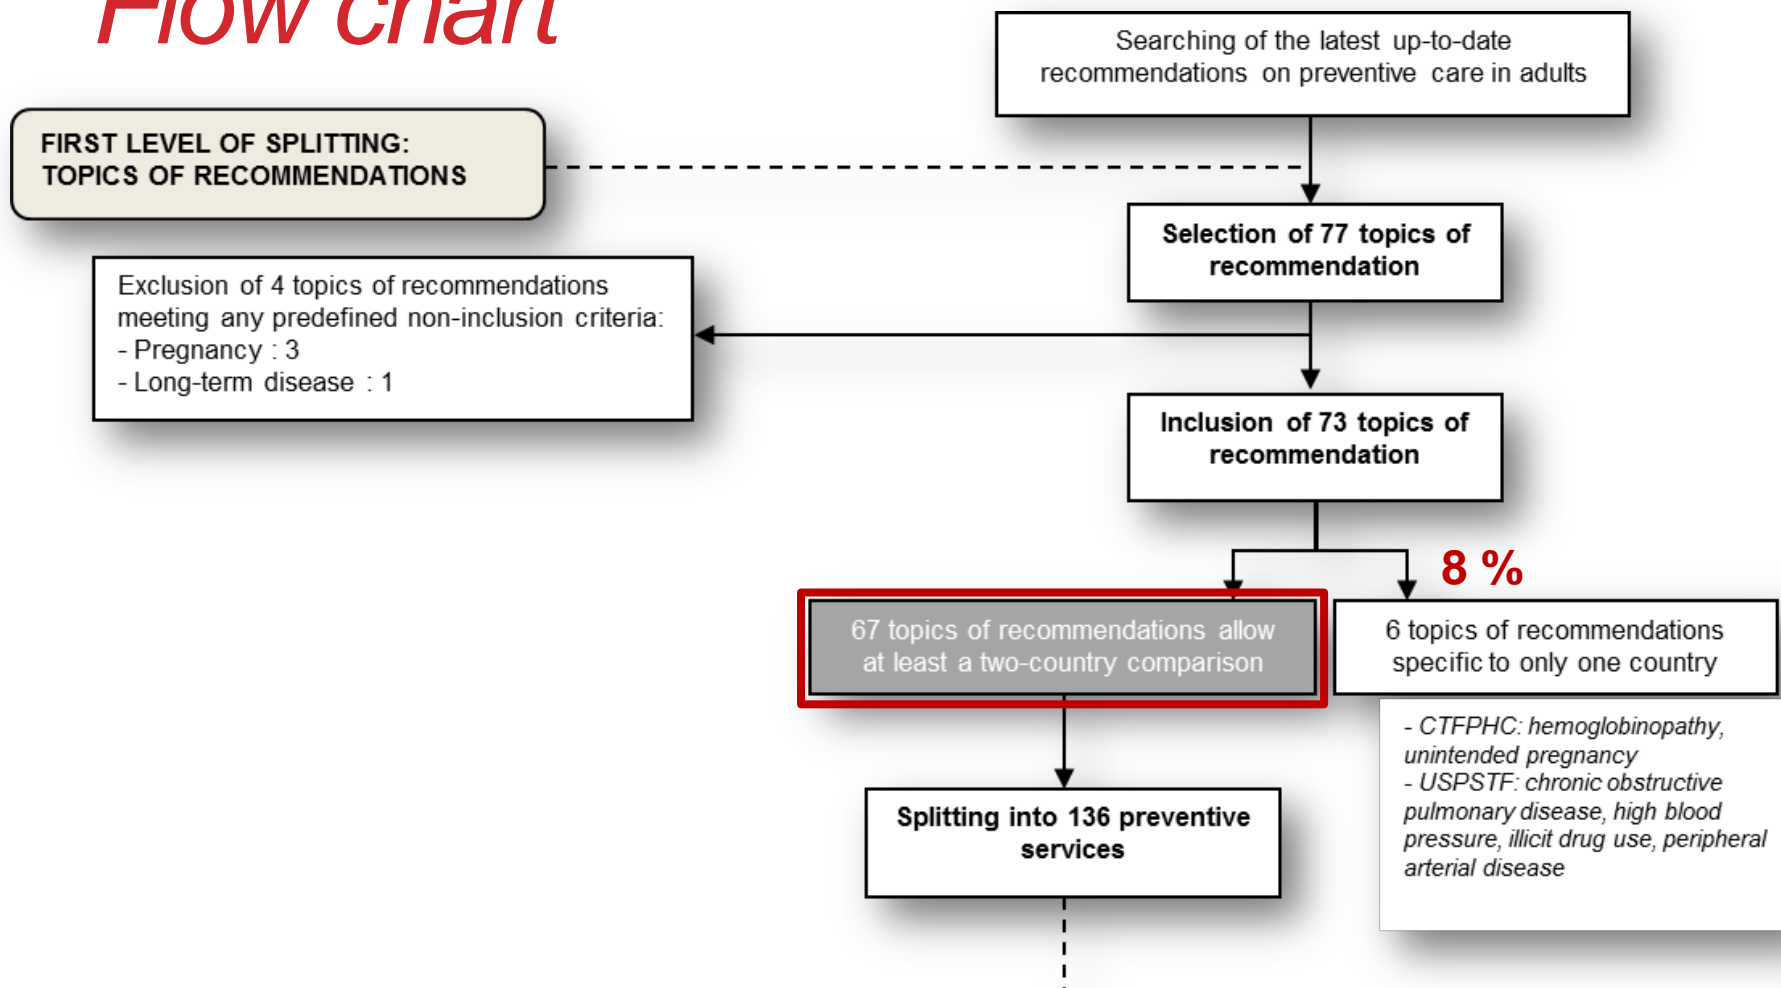 Flow chart
Searching of the latest up-to-date
recommendations on preventive care in adults
FIRST LEVEL OF SPLITTING:
TOPICS OF RECOMMENDATIONS
Selection of 77 topics of
recommendation
Exclusion of 4 topics of recommendations
meeting any predefined non-inclusion criteria:
- Pregnancy : 3
- Long-term disease : 1
Inclusion of 73 topics of
recommendation
8 %
67 topics of recommendations allow
at least a two-country comparison
6 topics of recommendations
specific to only one country
- CTFPHC: hemoglobinopathy,
unintended pregnancy
- USPSTF: chronic obstructive
pulmonary disease, high blood
pressure, illicit drug use, peripheral
arterial disease
Splitting into 136 preventive
services